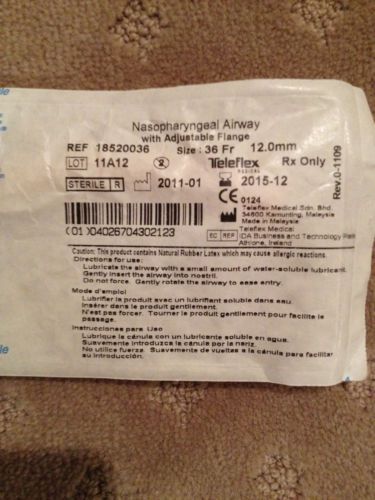 Nasopharyngeal Airway
with Adjustable Flange
REF 18520036 Size : 36 Fr 12.0mm
LOT 11A12 2 Teleflex MEDICAL Rx Only
STERILE R 2011-01 2015-12
CE 0124
Teleflex Medical Sdn. Bhd.
34600 Kamunting, Malaysia
Made in Malaysia
Rev.0-1109
(01)04026704302123
EC REP Teleflex Medical
IDA Business and Technology
Athlone, Ireland
Caution: This product contains Natural Rubber Latex which may cause allergic reactions.
Directions for use:
Lubricate the airway with a small amount of water-soluble lubricant.
Gently insert the airway into nostril.
Do not force. Gently rotate the airway to ease entry.
Mode d'emploi
Lubrifier le produit avec un lubrifiant soluble dans eau.
Insérer dans le produit gentillement.
N'est pas forcer. Tourner le produit gentillement pour facilite le
passage.
Instrucciones para Uso
Lubrique la cánula con un lubricante soluble en agua.
Suavemente introduzca la cánula por la nariz.
No utilice fuerza. Suavemente de vueltas a la cánula para facilitar
su introducción.